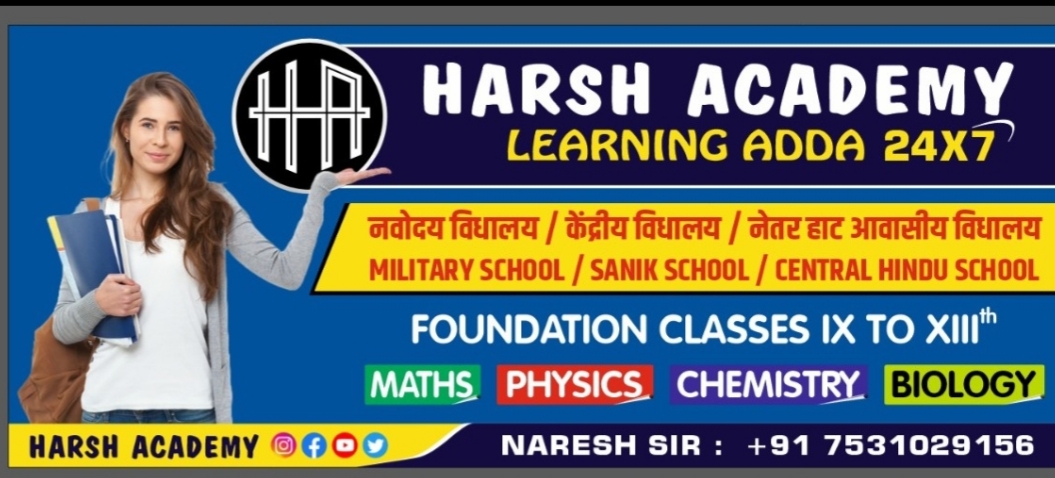 HA
HARSH ACADEMY
LEARNING ADDA 24X7
नवोदय विधालय / केंद्रीय विधालय / नेतर हाट आवासीय विधालय
MILITARY SCHOOL / SANIK SCHOOL / CENTRAL HINDU SCHOOL
FOUNDATION CLASSES IX TO XIIIth
MATHS PHYSICS CHEMISTRY BIOLOGY
HARSH ACADEMY NARESH SIR : +91 7531029156